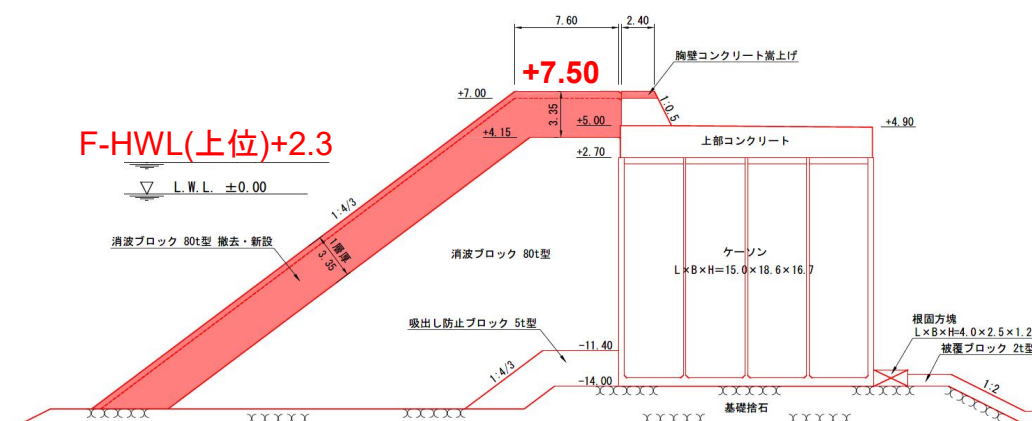 7.60
2.40
+7.50
胸壁コンクリート嵩上げ
+7.00
3.35
1:0.5
+5.00
+4.90
+4.15
上部コンクリート
F-HWL(上位)+2.3
+2.70
L.W.L. ±0.00
1:4/3
消波ブロック 80t型 撤去・新設
1層厚
3.35
消波ブロック 80t型
ケーソン
L×B×H=15.0×18.6×16.7
吸出し防止ブロック 5t型
根固方塊
L×B×H=4.0×2.5×1.2
-11.40
被覆ブロック 2t型
1:4/3
-14.00
1:2
基礎捨石